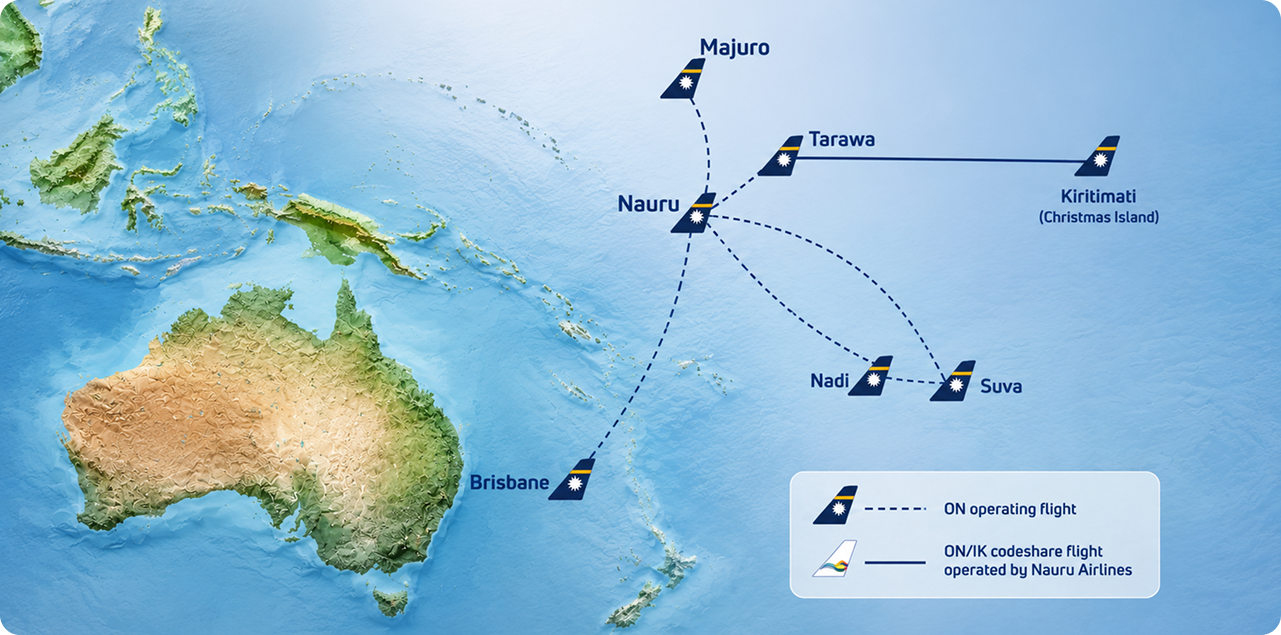 Majuro
Tarawa
Kiritimati
(Christmas Island)
Nauru
Nadi
Suva
Brisbane
ON operating flight
ON/IK codeshare flight
operated by Nauru Airlines